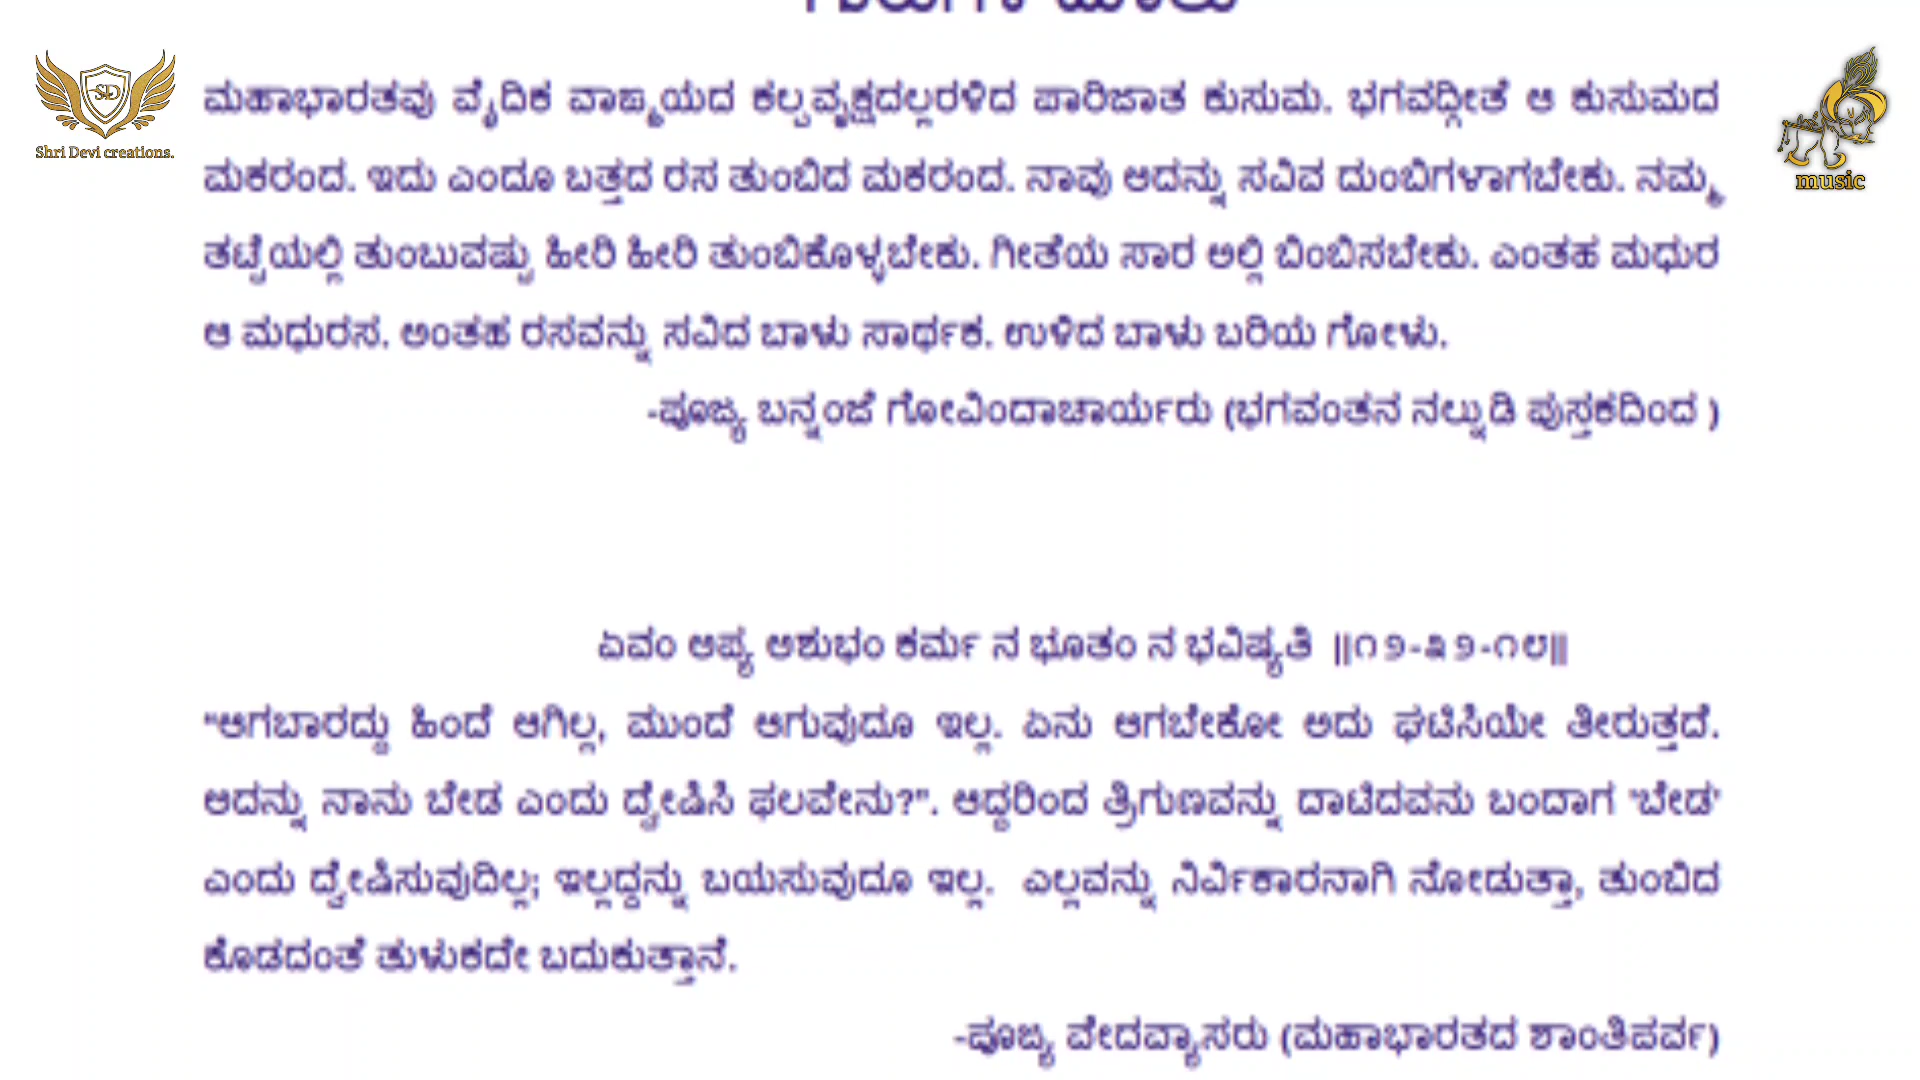 ಮಹಾಭಾರತವು ವೈದಿಕ ವಾಙ್ಮಯದ ಕಲ್ಪವೃಕ್ಷದಲ್ಲರಳಿದ ಪಾರಿಜಾತ ಕುಸುಮ. ಭಗವದ್ಗೀತೆ ಆ ಕುಸುಮದ
ಮಕರಂದ. ಇದು ಎಂದೂ ಬತ್ತದ ರಸ ತುಂಬಿದ ಮಕರಂದ. ನಾವು ಅದನ್ನು ಸವಿವ ದುಂಬಿಗಳಾಗಬೇಕು. ನಮ್ಮ
ತಟ್ಟೆಯಲ್ಲಿ ತುಂಬುವಷ್ಟು ಹೀರಿ ಹೀರಿ ತುಂಬಿಕೊಳ್ಳಬೇಕು. ಗೀತೆಯ ಸಾರ ಅಲ್ಲಿ ಬಿಂಬಿಸಬೇಕು. ಎಂತಹ ಮಧುರ
ಆ ಮಧುರಸ. ಅಂತಹ ರಸವನ್ನು ಸವಿದ ಬಾಳು ಸಾರ್ಥಕ. ಉಳಿದ ಬಾಳು ಬರಿಯ ಗೋಳು.
-ಪೂಜ್ಯ ಬನ್ನಂಜೆ ಗೋವಿಂದಾಚಾರ್ಯರು (ಭಗವಂತನ ನಲ್ನುಡಿ ಪುಸ್ತಕದಿಂದ )
ಏವಂ ಅಪ್ಯ ಅಶುಭಂ ಕರ್ಮ ನ ಭೂತಂ ನ ಭವಿಷ್ಯತಿ ||೧೨-೩೨-೧೮||
"ಆಗಬಾರದ್ದು ಹಿಂದೆ ಆಗಿಲ್ಲ, ಮುಂದೆ ಆಗುವುದೂ ಇಲ್ಲ. ಏನು ಆಗಬೇಕೋ ಅದು ಘಟಿಸಿಯೇ ತೀರುತ್ತದೆ.
ಅದನ್ನು ನಾನು ಬೇಡ ಎಂದು ದ್ವೇಷಿಸಿ ಫಲವೇನು?". ಆದ್ದರಿಂದ ತ್ರಿಗುಣವನ್ನು ದಾಟಿದವನು ಬಂದಾಗ 'ಬೇಡ'
ಎಂದು ದ್ವೇಷಿಸುವುದಿಲ್ಲ; ಇಲ್ಲದ್ದನ್ನು ಬಯಸುವುದೂ ಇಲ್ಲ. ಎಲ್ಲವನ್ನು ನಿರ್ವಿಕಾರನಾಗಿ ನೋಡುತ್ತಾ, ತುಂಬಿದ
ಕೊಡದಂತೆ ತುಳುಕದೇ ಬದುಕುತ್ತಾನೆ.
-ಪೂಜ್ಯ ವೇದವ್ಯಾಸರು (ಮಹಾಭಾರತದ ಶಾಂತಿಪರ್ವ)
SD
Shri Devi creations.
music